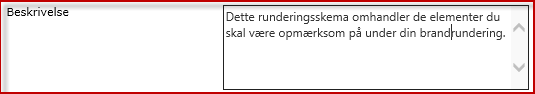 Beskrivelse
Dette runderingsskema omhandler de elementer du
skal være opmærksom på under din brandrundering.